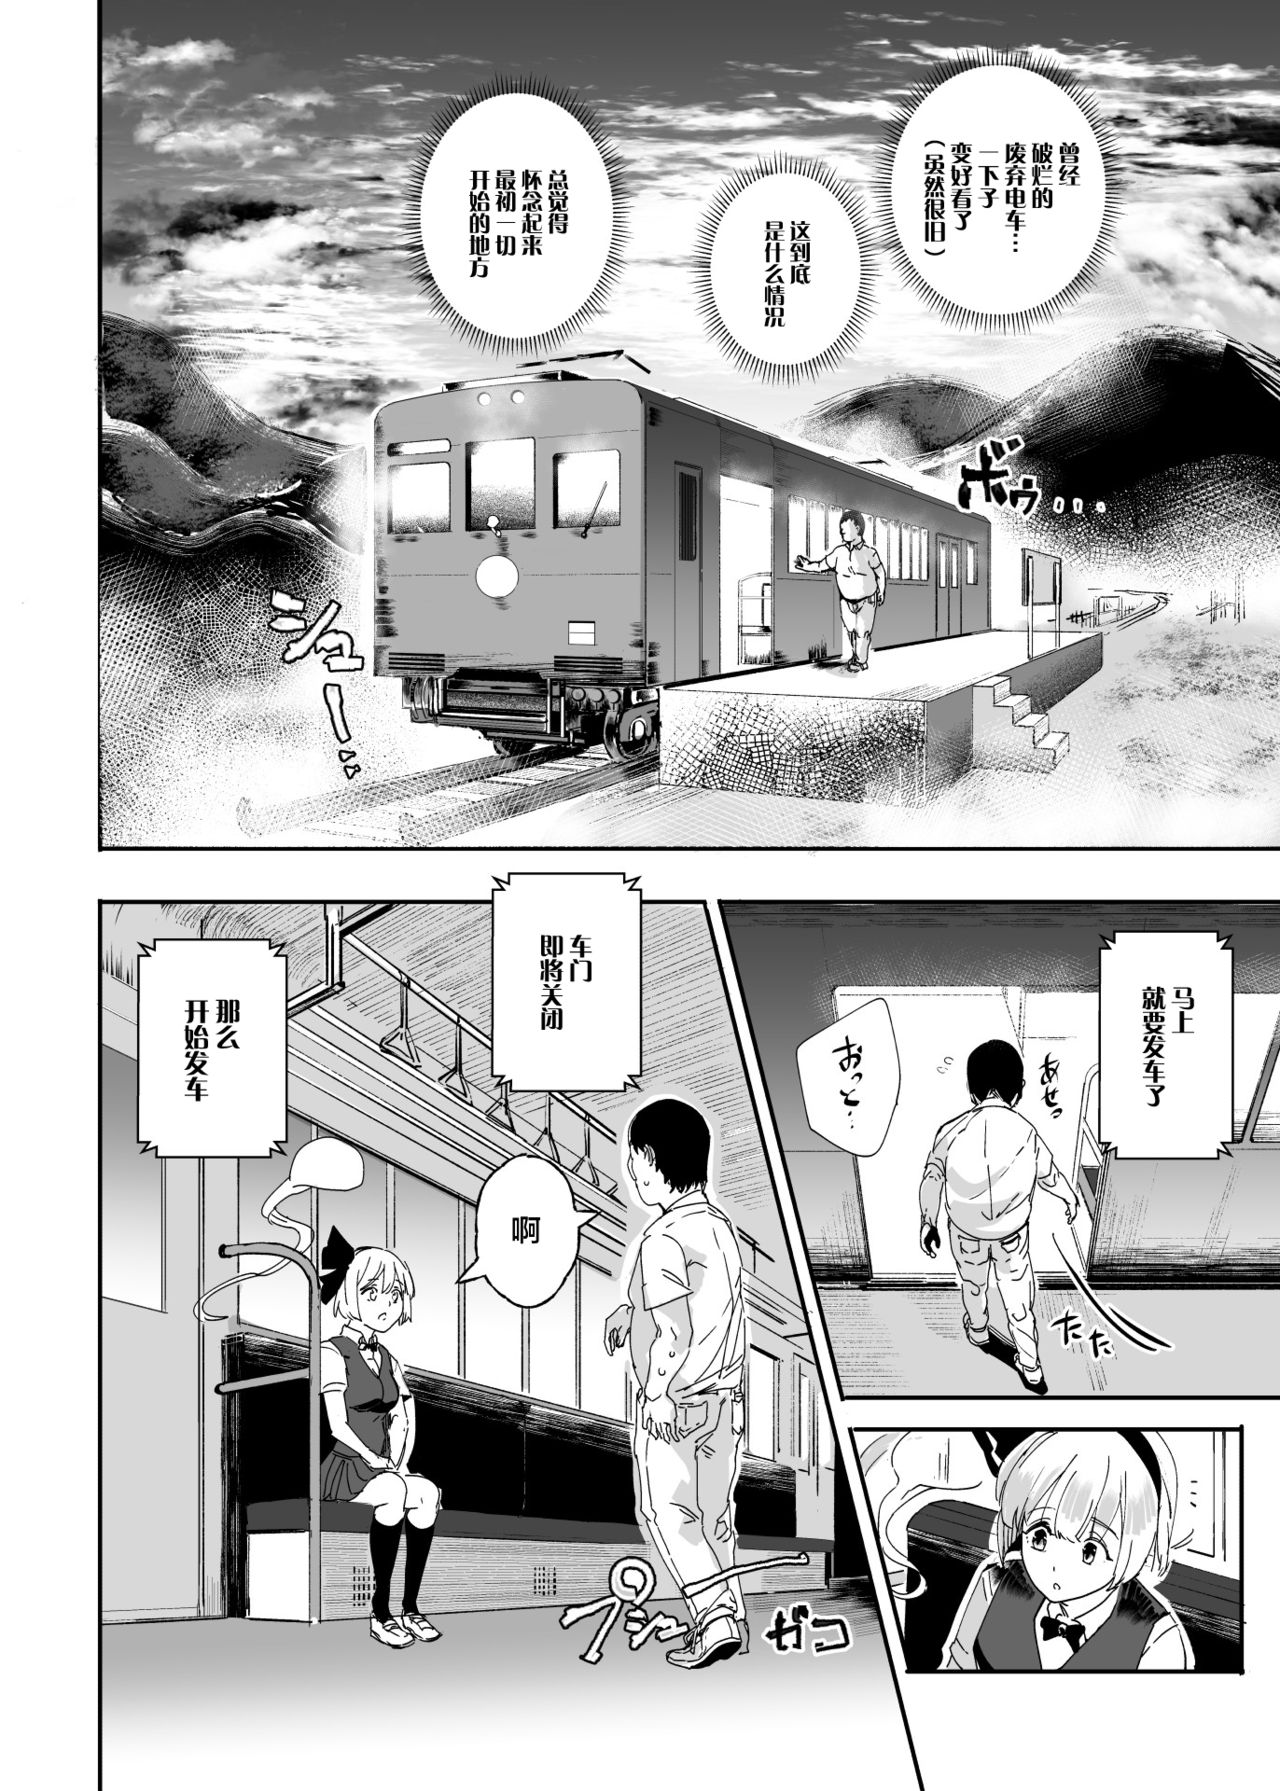 曾经
破烂的
废弃电车…
一下子
变好看了
(虽然很旧)
这到底
是什么情况
总觉得
怀念起来
最初一切
开始的地方
ボウ…
シュー…
马上
就要发车了
あせっ
おっと…
たた
车门
即将关闭
啊
那么
开始发车
ガコ
プシュー